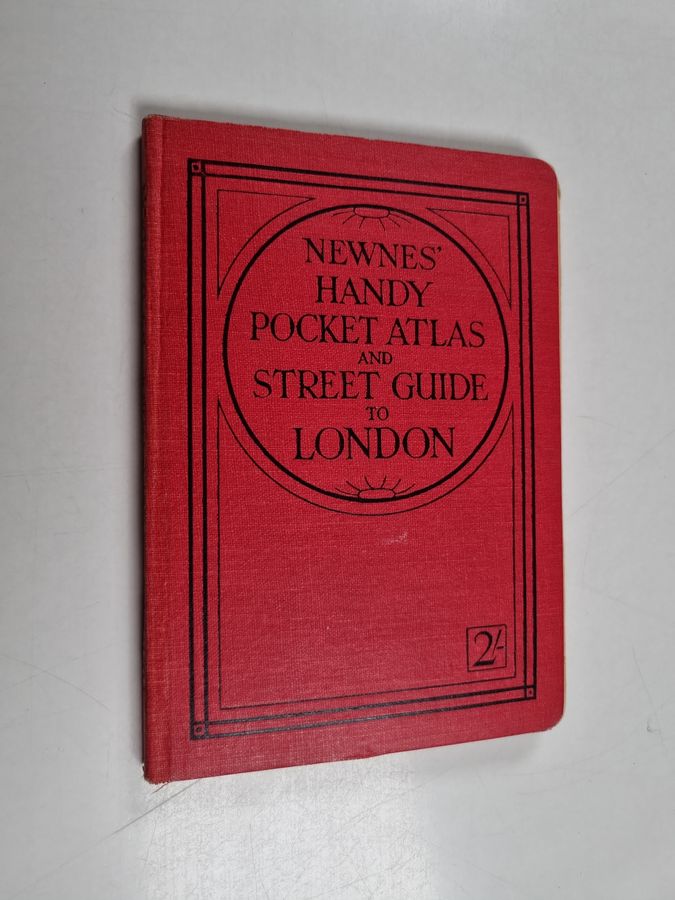 NEWNES'
HANDY
POCKET ATLAS
AND
STREET GUIDE
TO
LONDON
2/-